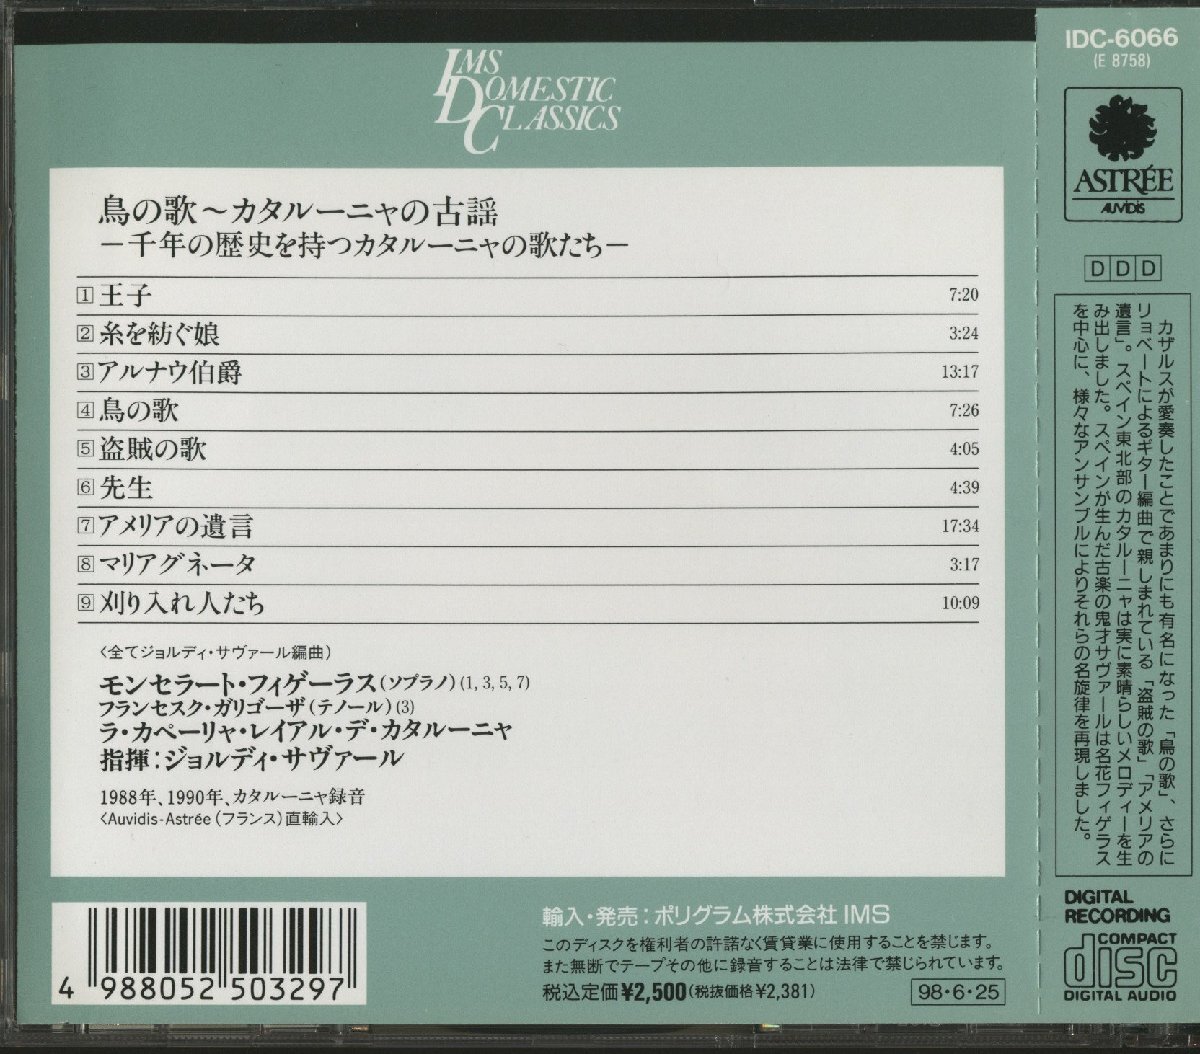 IMS
DOMESTIC
CLASSICS
鳥の歌〜カタルーニャの古謡
－千年の歴史を持つカタルーニャの歌たち－
1 王子 7:20
2 糸を紡ぐ娘 3:24
3 アルナウ伯爵 13:17
4 鳥の歌 7:26
5 盗賊の歌 4:05
6 先生 4:39
7 アメリアの遺言 17:34
8 マリアグネータ 3:17
9 刈り入れ人たち 10:09
〈全てジョルディ・サヴァール編曲〉
モンセラート・フィゲーラス(ソプラノ)(1, 3, 5, 7)
フランセスク・ガリゴーザ(テノール)(3)
ラ・カペーリャ・レイアル・デ・カタルーニャ
指揮：ジョルディ・サヴァール
1988年、1990年、カタルーニャ録音
〈Auvidis-Astrée(フランス)直輸入〉
4 988052 503297
輸入・発売：ポリグラム株式会社 IMS
このディスクを権利者の許諾なく賃貸業に使用することを禁じます。
また無断でテープその他に録音することは法律で禁じられています。
税込定価¥2,500(税抜価格¥2,381)
98・6・25
IDC-6066
(E 8758)
ASTRÉE
AUVIDIS
DDD
カザルスが愛奏したことであまりにも有名になった「鳥の歌」、さらに
リョベートによるギター編曲で親しまれている「盗賊の歌」「アメリアの
遺言」。スペイン東北部のカタルーニャは実に素晴らしいメロディーを生
み出しました。スペインが生んだ古楽の鬼才サヴァールは名花フィゲラス
を中心に、様々なアンサンブルによりそれらの名旋律を再現しました。
DIGITAL
RECORDING
COMPACT
disc
DIGITAL AUDIO